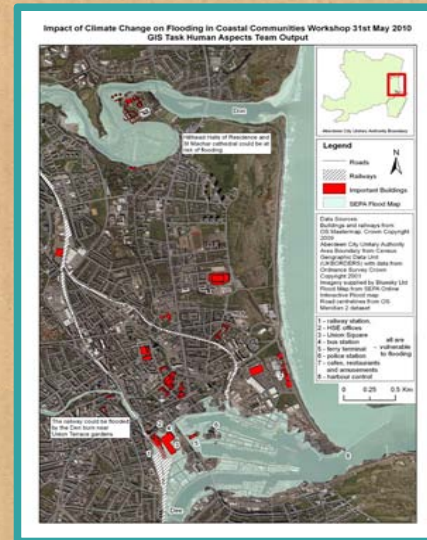 Impact of Climate Change on Flooding in Coastal Communities Workshop 31st May 2010
GIS Task Human Aspects Team Output
Don
Hillhead Halls of Residence and
St Machar cathedral could be at
risk of flooding
The railway could be flooded
by the Den burn near
Union Terrace gardens
Dee
Aberdeen City Unitary Authority Boundary
Legend
N
Roads
Railways
Important Buildings
SEPA Flood Map
Data Sources:
Buildings and railways from
OS Mastermap. Crown Copyright
2009
Aberdeen City Unitary Authority
Area Boundary from Census
Geographic Data Unit
(UKBORDERS) with data from
Ordnance Survey Crown
Copyright 2001
Imagery supplied by Bluesky Ltd
Flood Map from SEPA Online
Interactive Flood map
Road centrelines from OS
Meridian 2 dataset
1 - railway station,
2 - HSE offices
3 - Union Square
4 - bus station
5 - ferry terminal
6 - police station
7 - cafes, restaurants
and amusements
8 - harbour control
all are
vulnerable
to flooding
0 0.25 0.5 Km